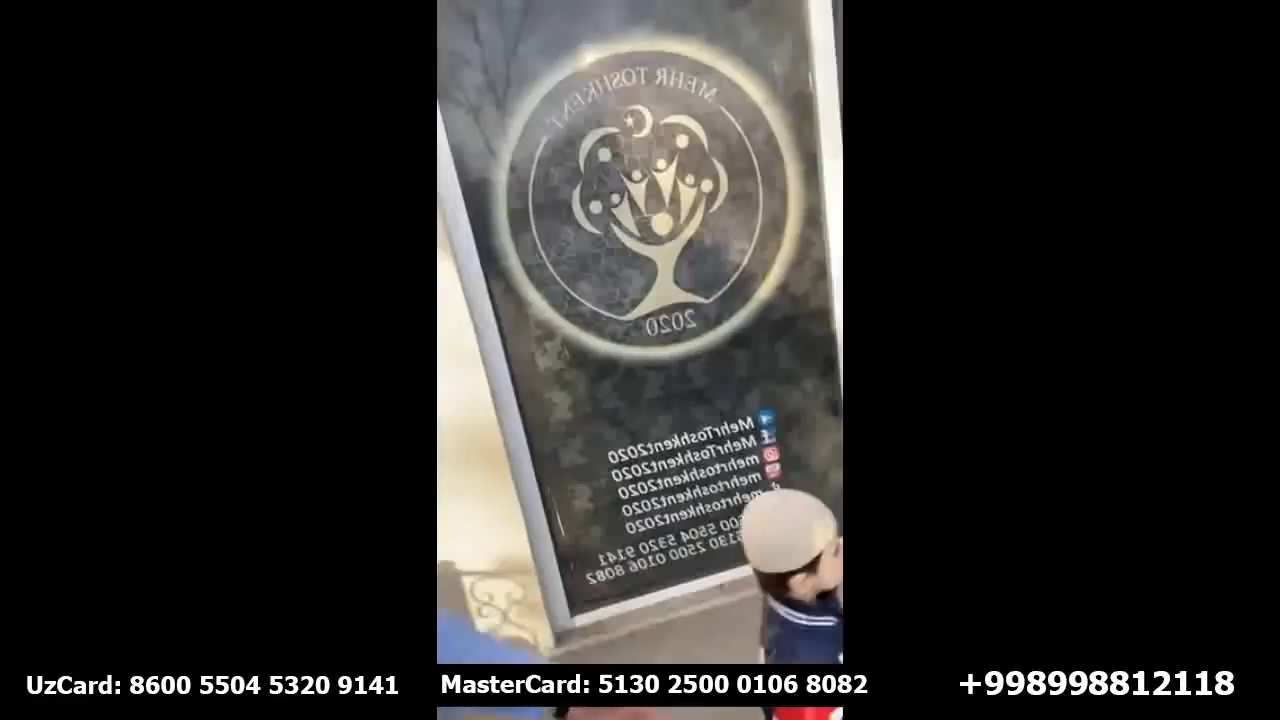 MEHR TOSHKENT
2020
MehrToshkent2020
MehrToshkent2020
mehrtoshkent2020
mehrtoshkent2020
mehrtoshkent2020
5504 5320 9141
5130 2500 0106 8082
UzCard: 8600 5504 5320 9141
MasterCard: 5130 2500 0106 8082
+998998812118